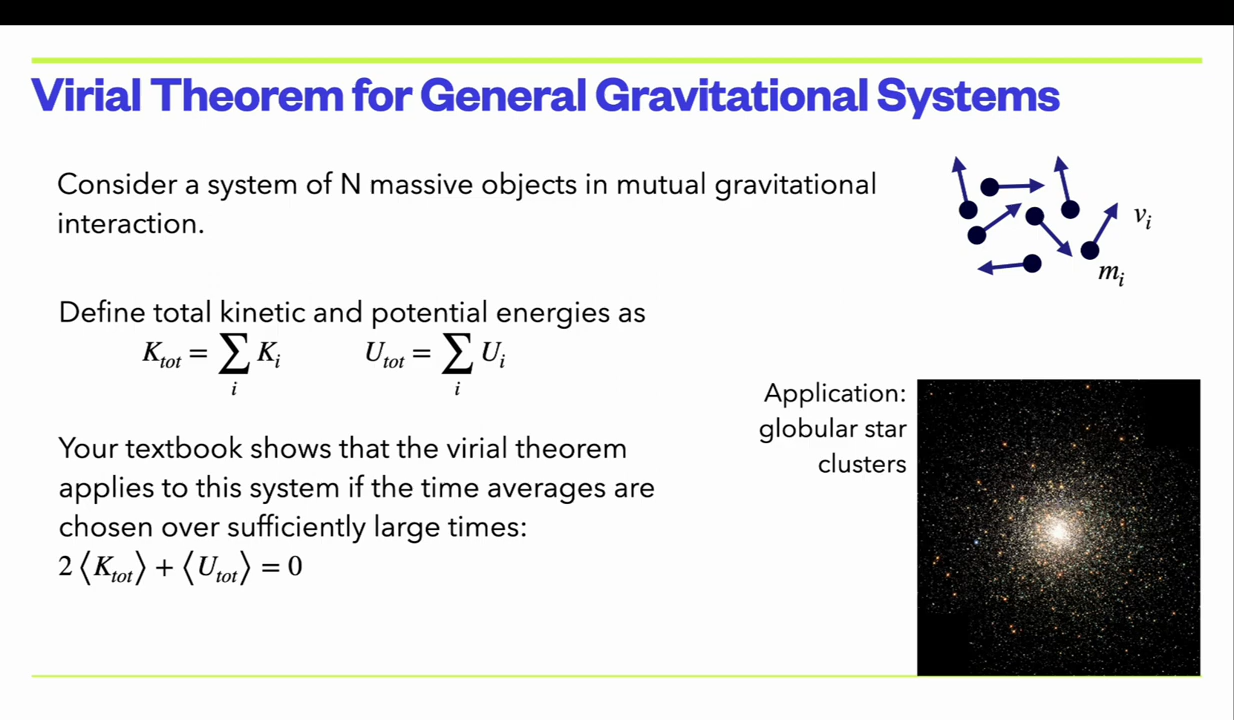 Virial Theorem for General Gravitational Systems
Consider a system of N massive objects in mutual gravitational
interaction.
v_i
m_i
Define total kinetic and potential energies as
K_tot = ∑_i K_i    U_tot = ∑_i U_i
Application:
globular star
clusters
Your textbook shows that the virial theorem
applies to this system if the time averages are
chosen over sufficiently large times:
2⟨K_tot⟩ + ⟨U_tot⟩ = 0